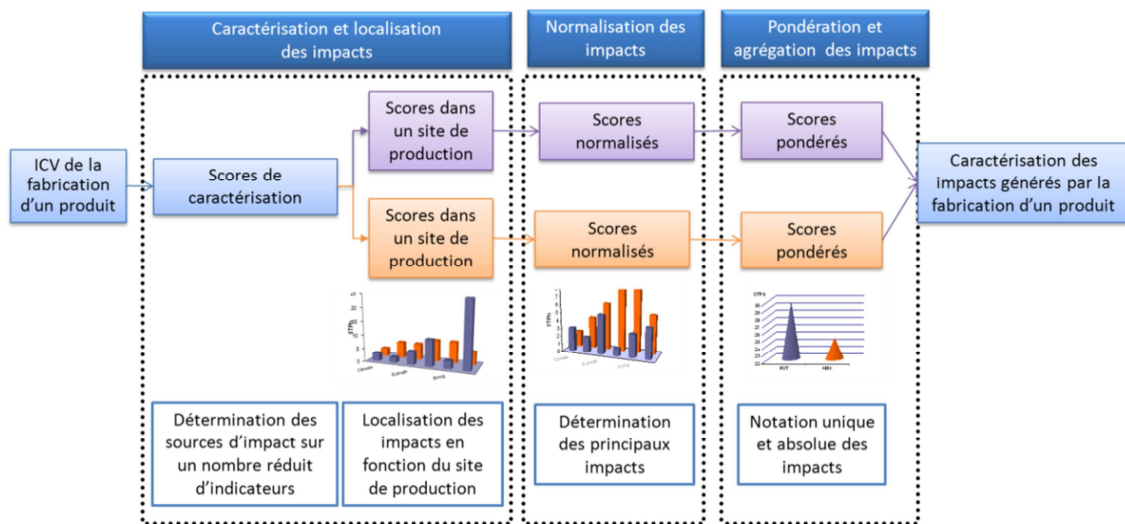 Caractérisation et localisation
des impacts
Normalisation des
impacts
Pondération et
agrégation des impacts
ICV de la
fabrication
d'un produit
Scores de
caractérisation
Scores dans
un site de
production
Scores
normalisés
Scores
pondérés
Scores dans
un site de
production
Scores
normalisés
Scores
pondérés
Caractérisation des
impacts générés par la
fabrication d'un produit
Climate
Détermination des
sources d'impact sur
un nombre réduit
d'indicateurs
Localisation des
impacts en
fonction du site
de production
Détermination
des principaux
impacts
Notation unique
et absolue des
impacts